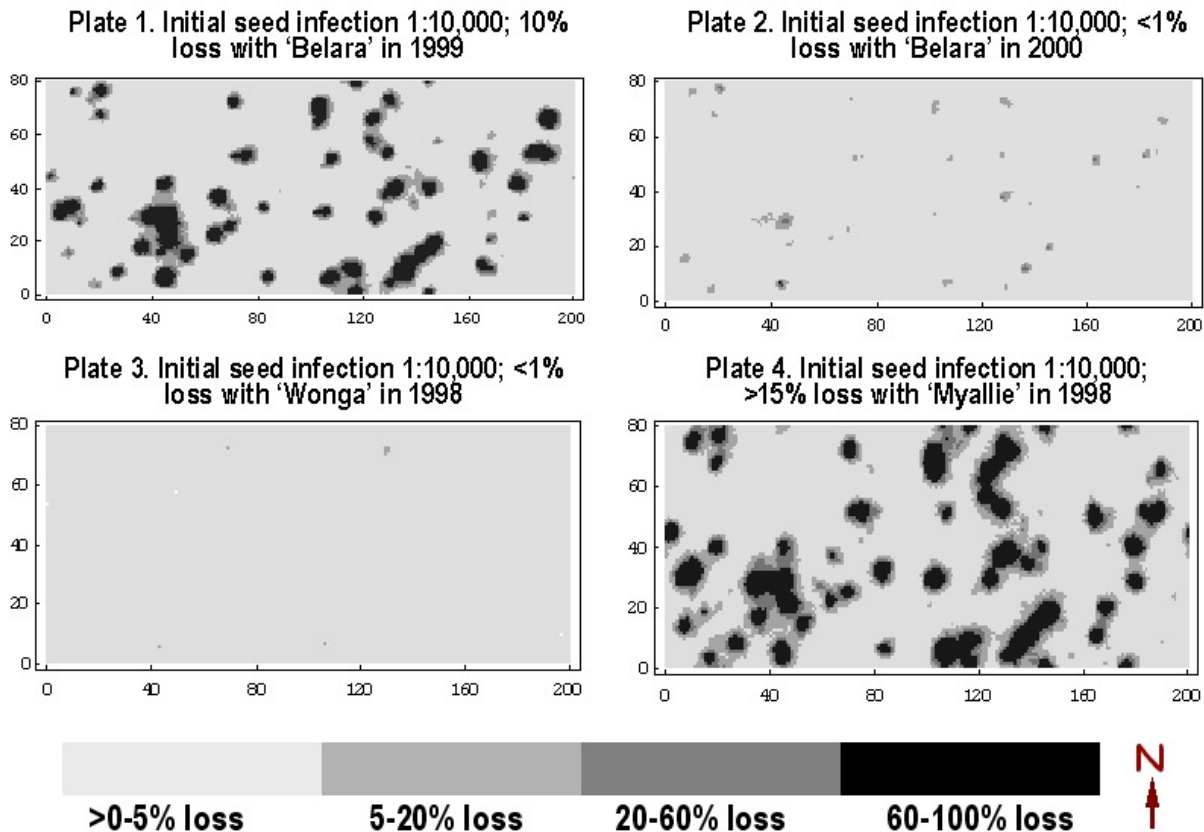 Plate 1. Initial seed infection 1:10,000; 10%
loss with ‘Belara’ in 1999
80
60
40
20
0
0 40 80 120 160 200
Plate 2. Initial seed infection 1:10,000; <1%
loss with ‘Belara’ in 2000
80
60
40
20
0
0 40 80 120 160 200
Plate 3. Initial seed infection 1:10,000; <1%
loss with ‘Wonga’ in 1998
80
60
40
20
0
0 40 80 120 160 200
Plate 4. Initial seed infection 1:10,000;
>15% loss with ‘Myallie’ in 1998
80
60
40
20
0
0 40 80 120 160 200
N
>0-5% loss 5-20% loss 20-60% loss 60-100% loss